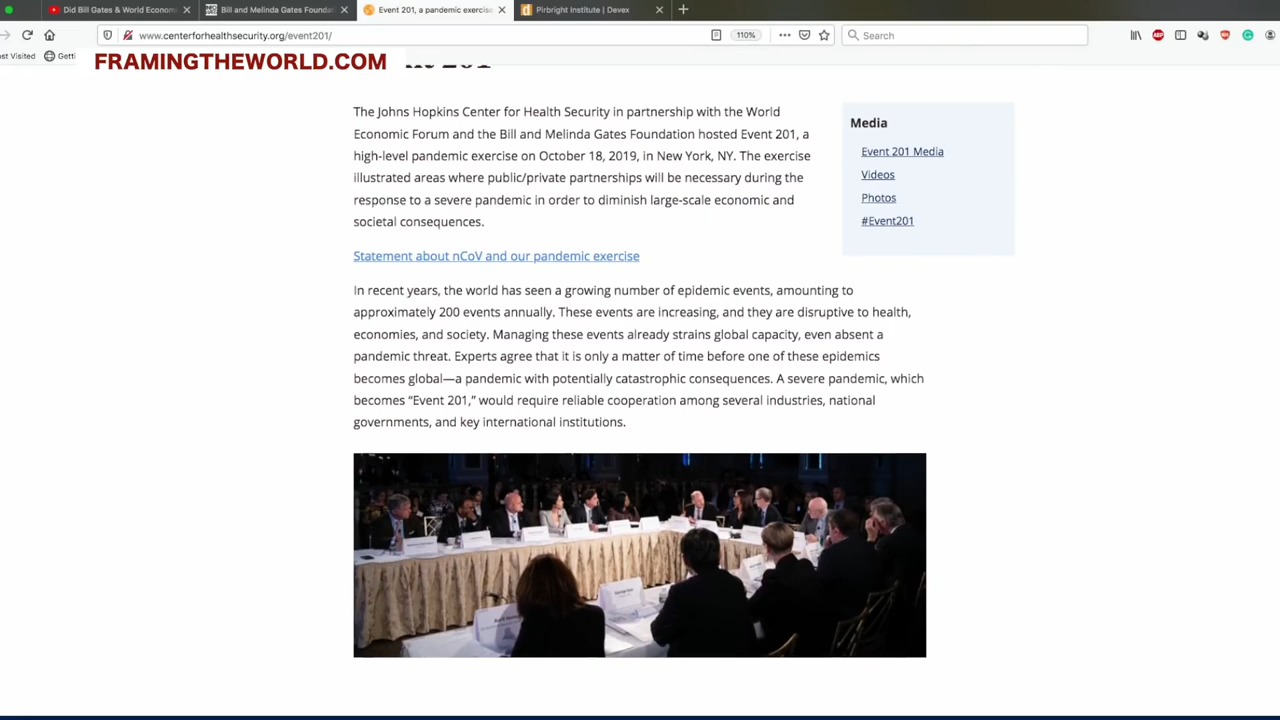 Did Bill Gates & World Econom
Bill and Melinda Gates Foundat
Event 201, a pandemic exercise
Pirbright Institute | Devex
www.centerforhealthsecurity.org/event201/
110%
Search
ost Visited
Getti
FRAMINGTHEWORLD.COM
nt 201
The Johns Hopkins Center for Health Security in partnership with the World
Economic Forum and the Bill and Melinda Gates Foundation hosted Event 201, a
high-level pandemic exercise on October 18, 2019, in New York, NY. The exercise
illustrated areas where public/private partnerships will be necessary during the
response to a severe pandemic in order to diminish large-scale economic and
societal consequences.
Media
Event 201 Media
Videos
Photos
#Event201
Statement about nCoV and our pandemic exercise
In recent years, the world has seen a growing number of epidemic events, amounting to
approximately 200 events annually. These events are increasing, and they are disruptive to health,
economies, and society. Managing these events already strains global capacity, even absent a
pandemic threat. Experts agree that it is only a matter of time before one of these epidemics
becomes global—a pandemic with potentially catastrophic consequences. A severe pandemic, which
becomes “Event 201,” would require reliable cooperation among several industries, national
governments, and key international institutions.